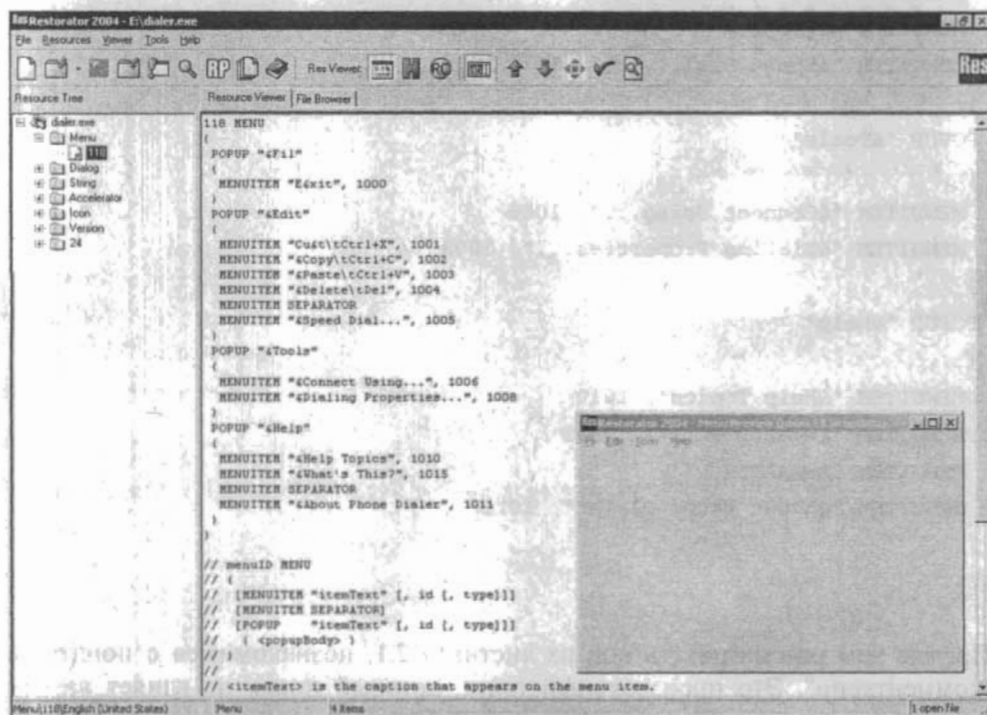 Restorator 2004 - E:\dialer.exe
File Resources Viewer Tools Help
Res Viewer:
Res
Resource Tree
Resource Viewer File Browser
dialer.exe
Menu
118
Dialog
String
Accelerator
Icon
Version
24
118 MENU
{
POPUP "&Fil"
{
MENUITEM "E&xit", 1000
}
POPUP "&Edit"
{
MENUITEM "Cu&t\tCtrl+X", 1001
MENUITEM "&Copy\tCtrl+C", 1002
MENUITEM "&Paste\tCtrl+V", 1003
MENUITEM "&Delete\tDel", 1004
MENUITEM SEPARATOR
MENUITEM "&Speed Dial...", 1005
}
POPUP "&Tools"
{
MENUITEM "&Connect Using...", 1006
MENUITEM "&Dialing Properties...", 1008
}
POPUP "&Help"
{
MENUITEM "&Help Topics", 1010
MENUITEM "&What's This?", 1015
MENUITEM SEPARATOR
MENUITEM "&About Phone Dialer", 1011
}
}
// menuID MENU
// {
// [MENUITEM "itemText" [, id [, type]]]
// [MENUITEM SEPARATOR]
// [POPUP "itemText" [, id [, type]]]
// { <popupBody> }
//
//
// <itemText> is the caption that appears on the menu item.
Restorator 2004
Fil Edit Tools Help
Menu\118\English (United States) Menu 4 Items 1 open file